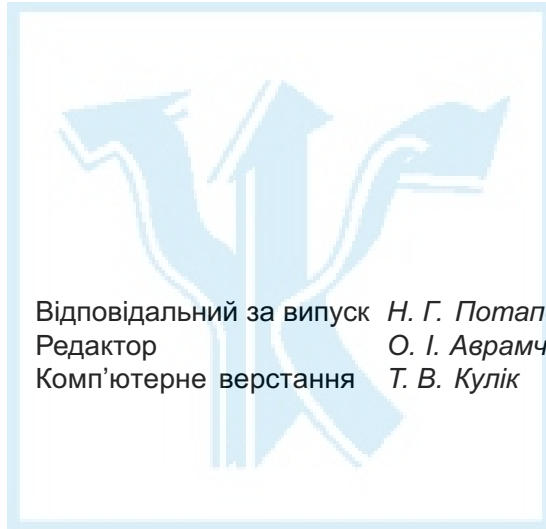 Відповідальний за випуск Н. Г. Потап
Редактор О. І. Аврамч
Комп’ютерне верстання Т. В. Кулік